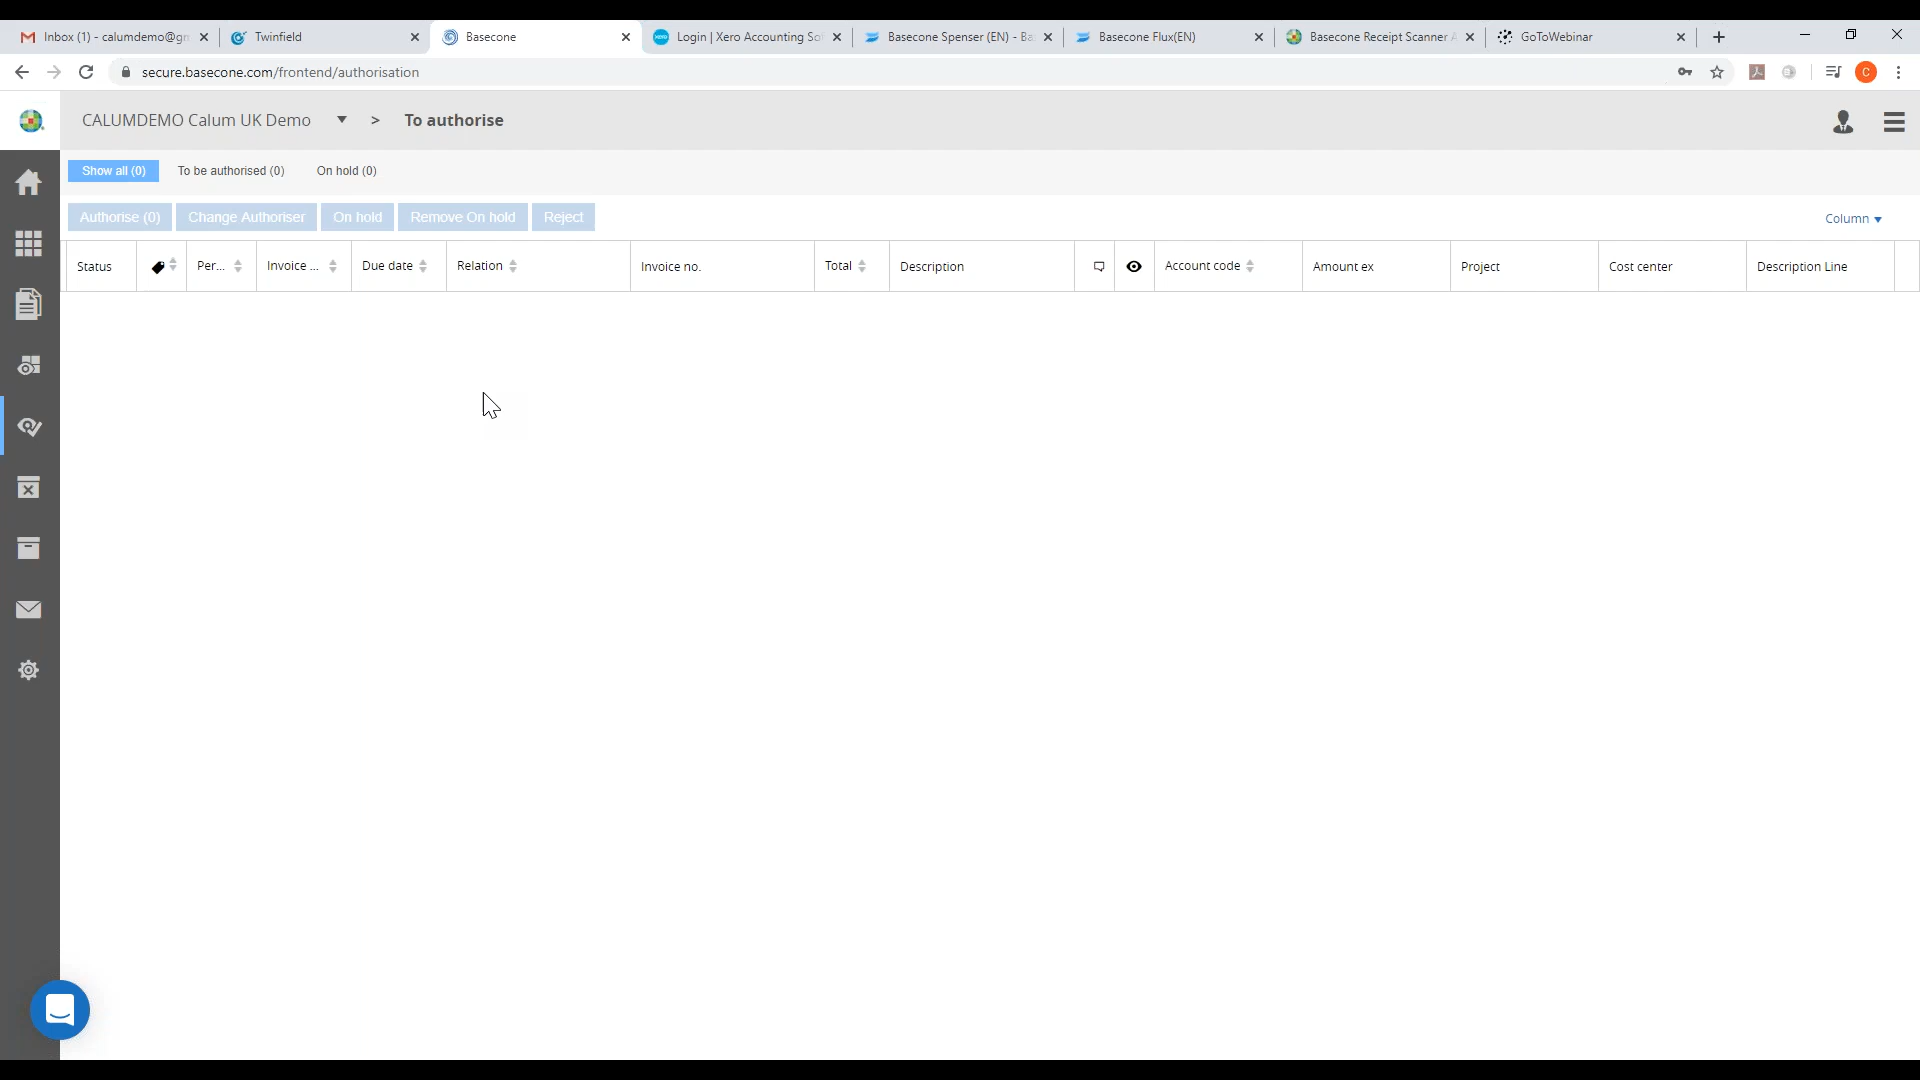 Inbox (1) - calumdemo@gm
Twinfield
Basecone
Login | Xero Accounting So
Basecone Spenser (EN) - Ba
Basecone Flux(EN)
Basecone Receipt Scanner A
GoToWebinar
secure.basecone.com/frontend/authorisation
C
CALUMDEMO Calum UK Demo > To authorise
Show all (0) To be authorised (0) On hold (0)
Authorise (0) Change Authoriser On hold Remove On hold Reject Column
Status Per... Invoice ... Due date Relation Invoice no. Total Description Account code Amount ex Project Cost center Description Line